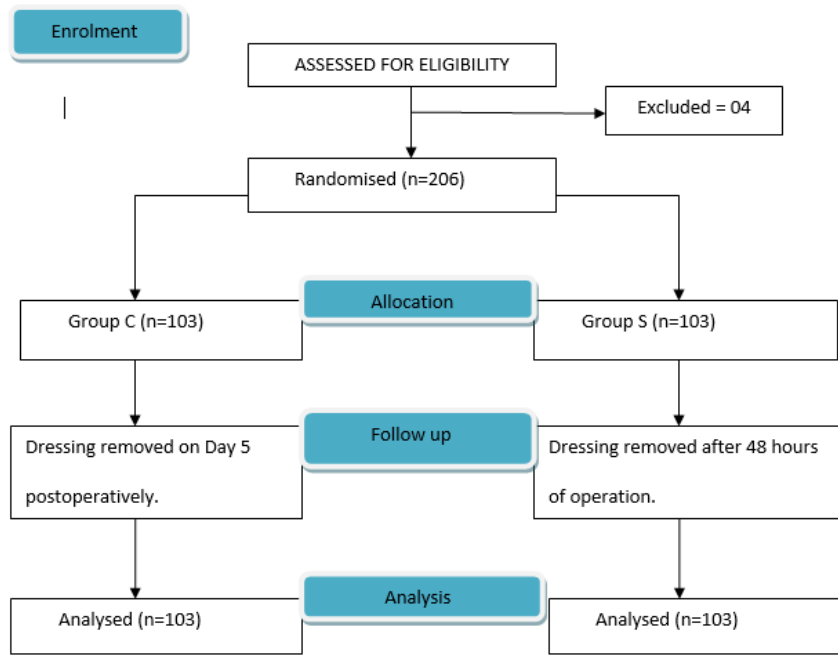 Enrolment
ASSESSED FOR ELIGIBILITY
Excluded = 04
Randomised (n=206)
Allocation
Group C (n=103)
Group S (n=103)
Follow up
Dressing removed on Day 5
postoperatively.
Dressing removed after 48 hours
of operation.
Analysis
Analysed (n=103)
Analysed (n=103)